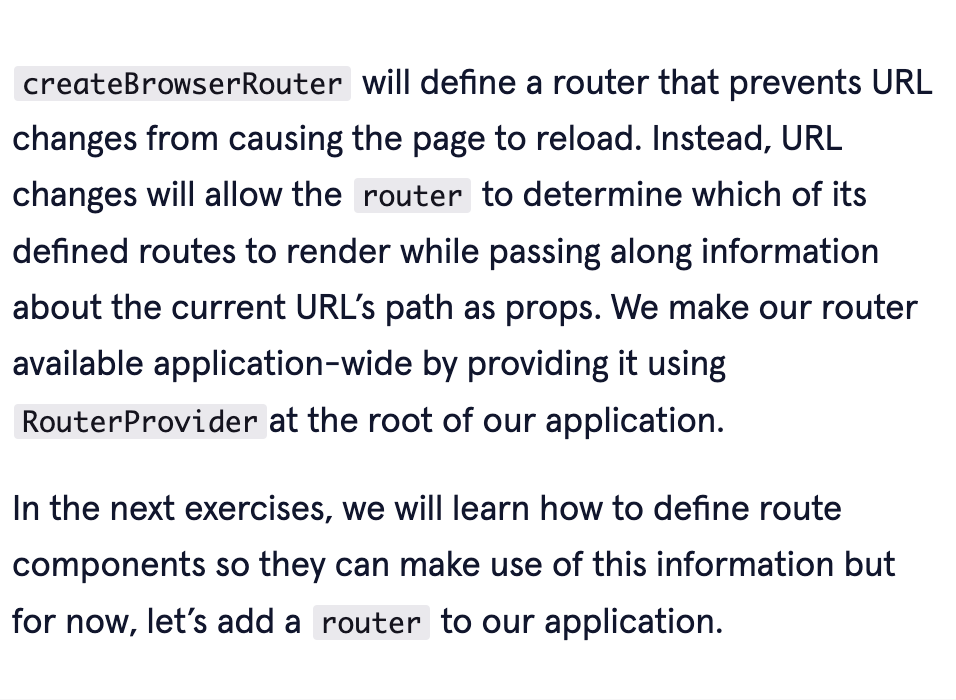 createBrowserRouter will define a router that prevents URL
changes from causing the page to reload. Instead, URL
changes will allow the router to determine which of its
defined routes to render while passing along information
about the current URL’s path as props. We make our router
available application-wide by providing it using
RouterProvider at the root of our application.
In the next exercises, we will learn how to define route
components so they can make use of this information but
for now, let’s add a router to our application.